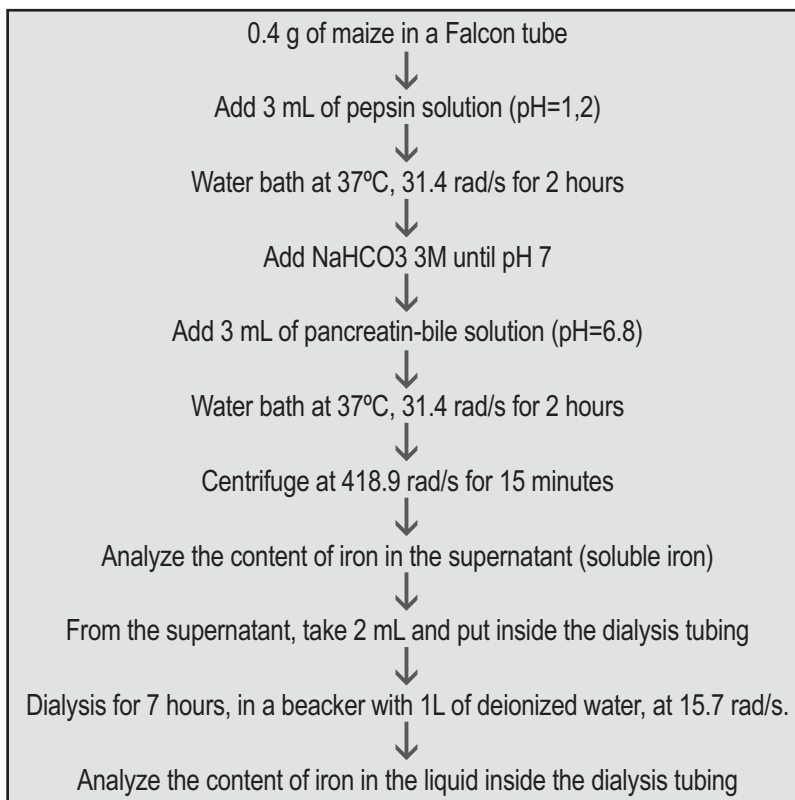 0.4 g of maize in a Falcon tube
Add 3 mL of pepsin solution (pH=1,2)
Water bath at 37ºC, 31.4 rad/s for 2 hours
Add NaHCO3 3M until pH 7
Add 3 mL of pancreatin-bile solution (pH=6.8)
Water bath at 37ºC, 31.4 rad/s for 2 hours
Centrifuge at 418.9 rad/s for 15 minutes
Analyze the content of iron in the supernatant (soluble iron)
From the supernatant, take 2 mL and put inside the dialysis tubing
Dialysis for 7 hours, in a beacker with 1L of deionized water, at 15.7 rad/s.
Analyze the content of iron in the liquid inside the dialysis tubing